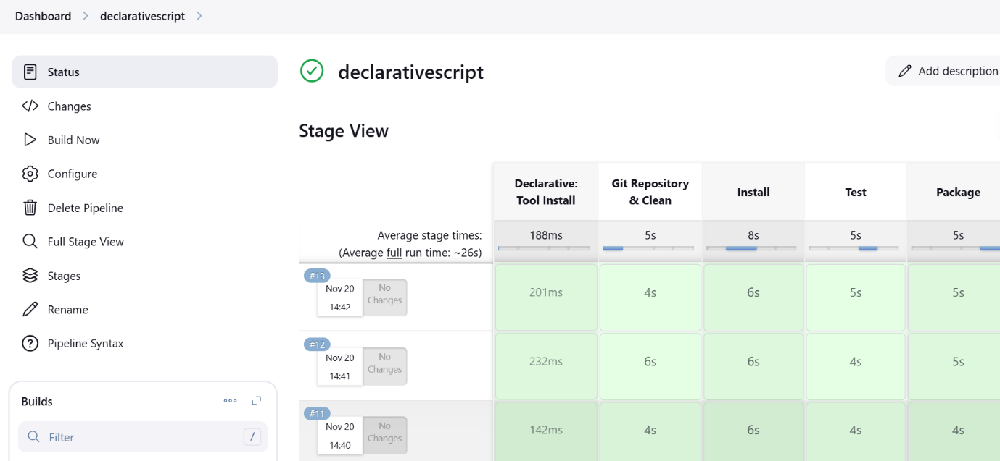 Dashboard > declarativescript >
Status
Changes
Build Now
Configure
Delete Pipeline
Full Stage View
Stages
Rename
Pipeline Syntax
Builds
Filter /
declarativescript
Add description
Stage View
Declarative:
Tool Install
Git Repository
& Clean
Install
Test
Package
Average stage times:
(Average full run time: ~26s)
188ms
5s
8s
5s
5s
#13
Nov 20
14:42
No
Changes
201ms
4s
6s
5s
5s
#12
Nov 20
14:41
No
Changes
232ms
6s
6s
4s
5s
#11
Nov 20
14:40
No
Changes
142ms
4s
6s
4s
4s